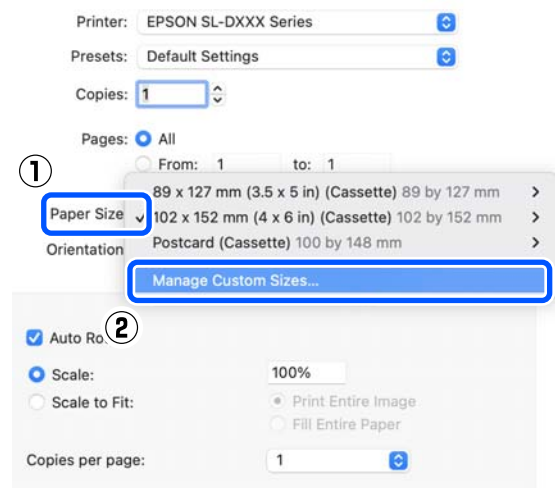 Printer: EPSON SL-DXXX Series
Presets: Default Settings
Copies: 1
Pages: All
From: 1 to: 1
①
89 x 127 mm (3.5 x 5 in) (Cassette) 89 by 127 mm
Paper Size ✓ 102 x 152 mm (4 x 6 in) (Cassette) 102 by 152 mm
Orientation Postcard (Cassette) 100 by 148 mm
Manage Custom Sizes...
②
Auto Ro
Scale: 100%
Scale to Fit: Print Entire Image
Fill Entire Paper
Copies per page: 1